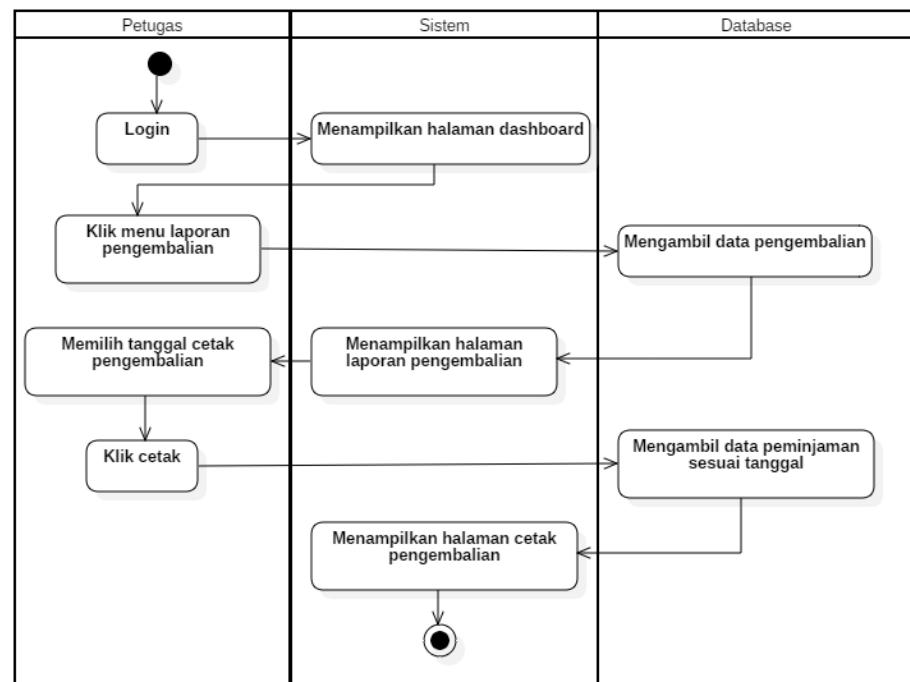 Petugas
Sistem
Database
Login
Menampilkan halaman dashboard
Klik menu laporan
pengembalian
Mengambil data pengembalian
Memilih tanggal cetak
pengembalian
Menampilkan halaman
laporan pengembalian
Klik cetak
Mengambil data peminjaman
sesuai tanggal
Menampilkan halaman cetak
pengembalian